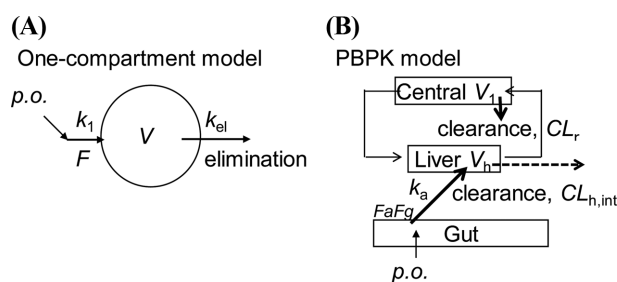 (A)
One-compartment model
p.o.
k1
F
V
kel
elimination
(B)
PBPK model
Central V1
clearance, CLr
Liver Vh
ka
clearance, CLh,int
FaFg
Gut
p.o.